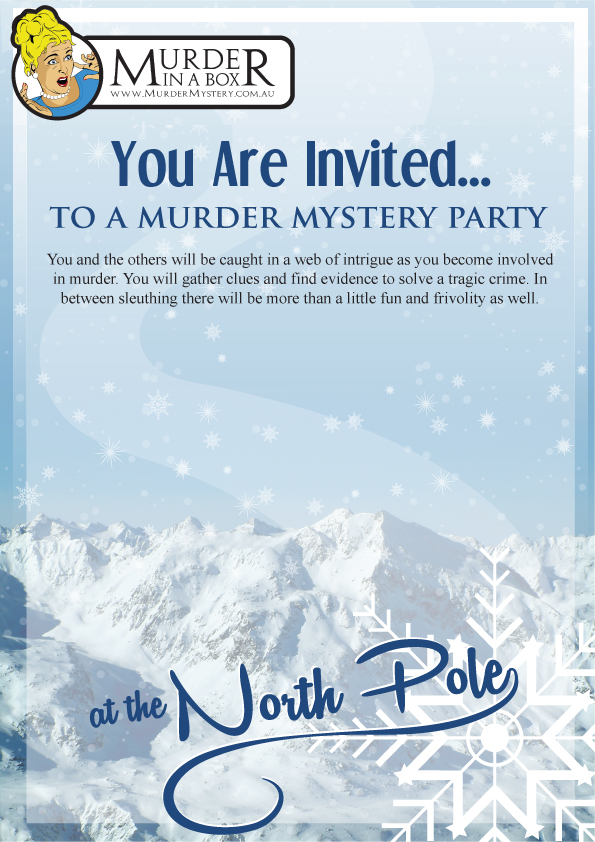 MURDER
IN A BOX
WWW.MURDERMYSTERY.COM.AU
You Are Invited...
TO A MURDER MYSTERY PARTY
You and the others will be caught in a web of intrigue as you become involved
in murder. You will gather clues and find evidence to solve a tragic crime. In
between sleuthing there will be more than a little fun and frivolity as well.
at the North Pole